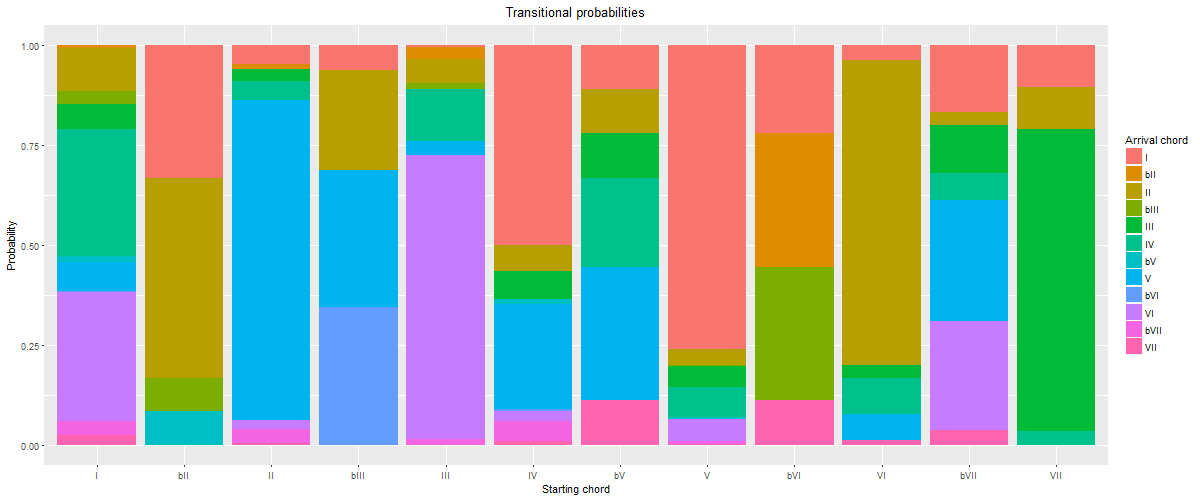 Transitional probabilities
Probability
1.00
0.75
0.50
0.25
0.00
I
bII
II
bIII
III
IV
bV
V
bVI
VI
bVII
VII
Starting chord
Arrival chord
I
bII
II
bIII
III
IV
bV
V
bVI
VI
bVII
VII